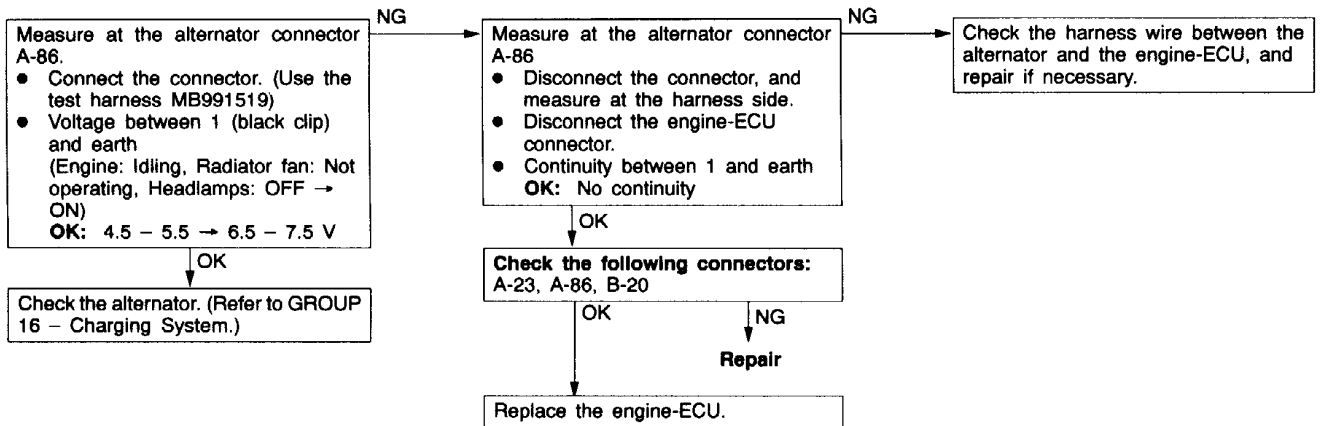 Measure at the alternator connector
A-86.
● Connect the connector. (Use the
test harness MB991519)
● Voltage between 1 (black clip)
and earth
(Engine: Idling, Radiator fan: Not
operating, Headlamps: OFF →
ON)
OK: 4.5 – 5.5 → 6.5 – 7.5 V
NG
OK
Check the alternator. (Refer to GROUP
16 – Charging System.)
Measure at the alternator connector
A-86
● Disconnect the connector, and
measure at the harness side.
● Disconnect the engine-ECU
connector.
● Continuity between 1 and earth
OK: No continuity
NG
OK
Check the harness wire between the
alternator and the engine-ECU, and
repair if necessary.
Check the following connectors:
A-23, A-86, B-20
OK
NG
Repair
Replace the engine-ECU.